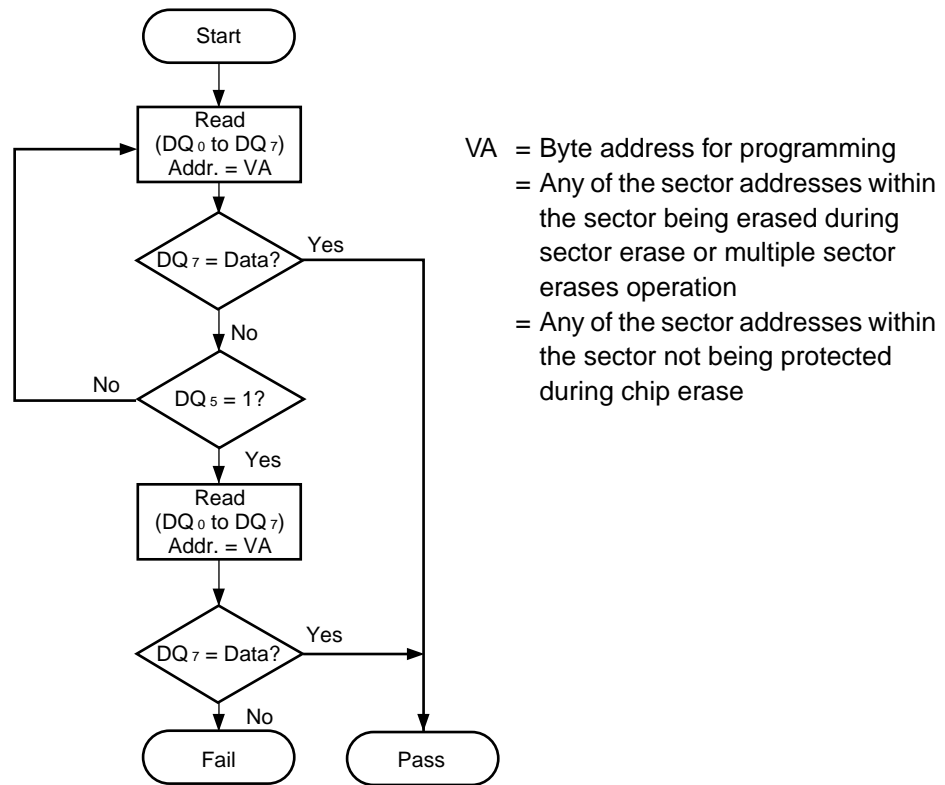 Start
Read
(DQ0 to DQ7)
Addr. = VA
DQ7 = Data?
Yes
No
DQ5 = 1?
No
Yes
Read
(DQ0 to DQ7)
Addr. = VA
DQ7 = Data?
Yes
No
Fail
Pass
VA = Byte address for programming
= Any of the sector addresses within
the sector being erased during
sector erase or multiple sector
erases operation
= Any of the sector addresses within
the sector not being protected
during chip erase